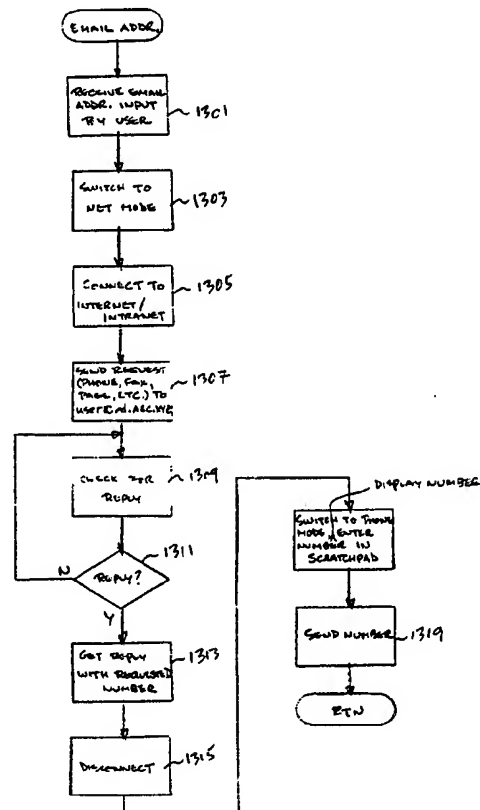 EMAIL ADDR.
RECEIVE EMAIL
ADDR. INPUT
BY USER
1301
SWITCH TO
NET MODE
1303
CONNECT TO
INTERNET/
INTRANET
1305
SEND REQUEST
(PHONE, FAX,
PAGE, ETC.) TO
1307
CHECK FOR
REPLY
1309
REPLY?
1311
N
Y
GET REPLY
WITH REQUESTED
NUMBER
1313
DISCONNECT
1315
DISPLAY NUMBER
SWITCH TO PHONE
MODE, ENTER
NUMBER IN
SCRATCHPAD
SEND NUMBER
1319
RTN